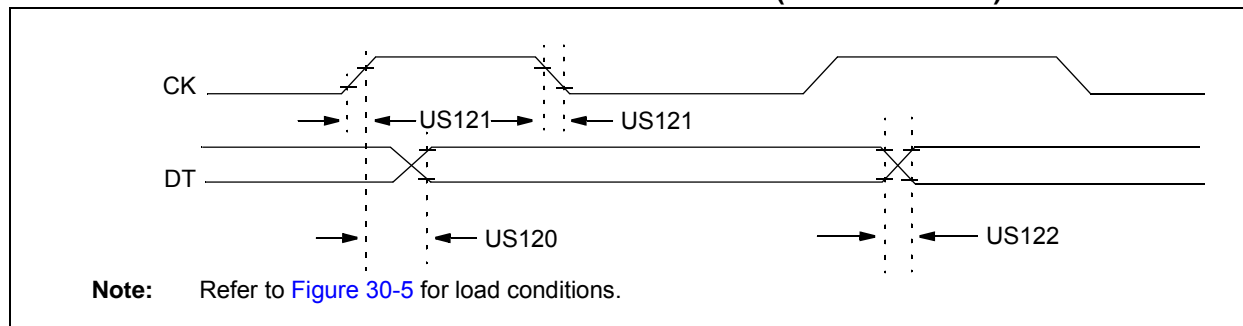 CK
US121
US121
DT
US120
US122
Note: Refer to Figure 30-5 for load conditions.